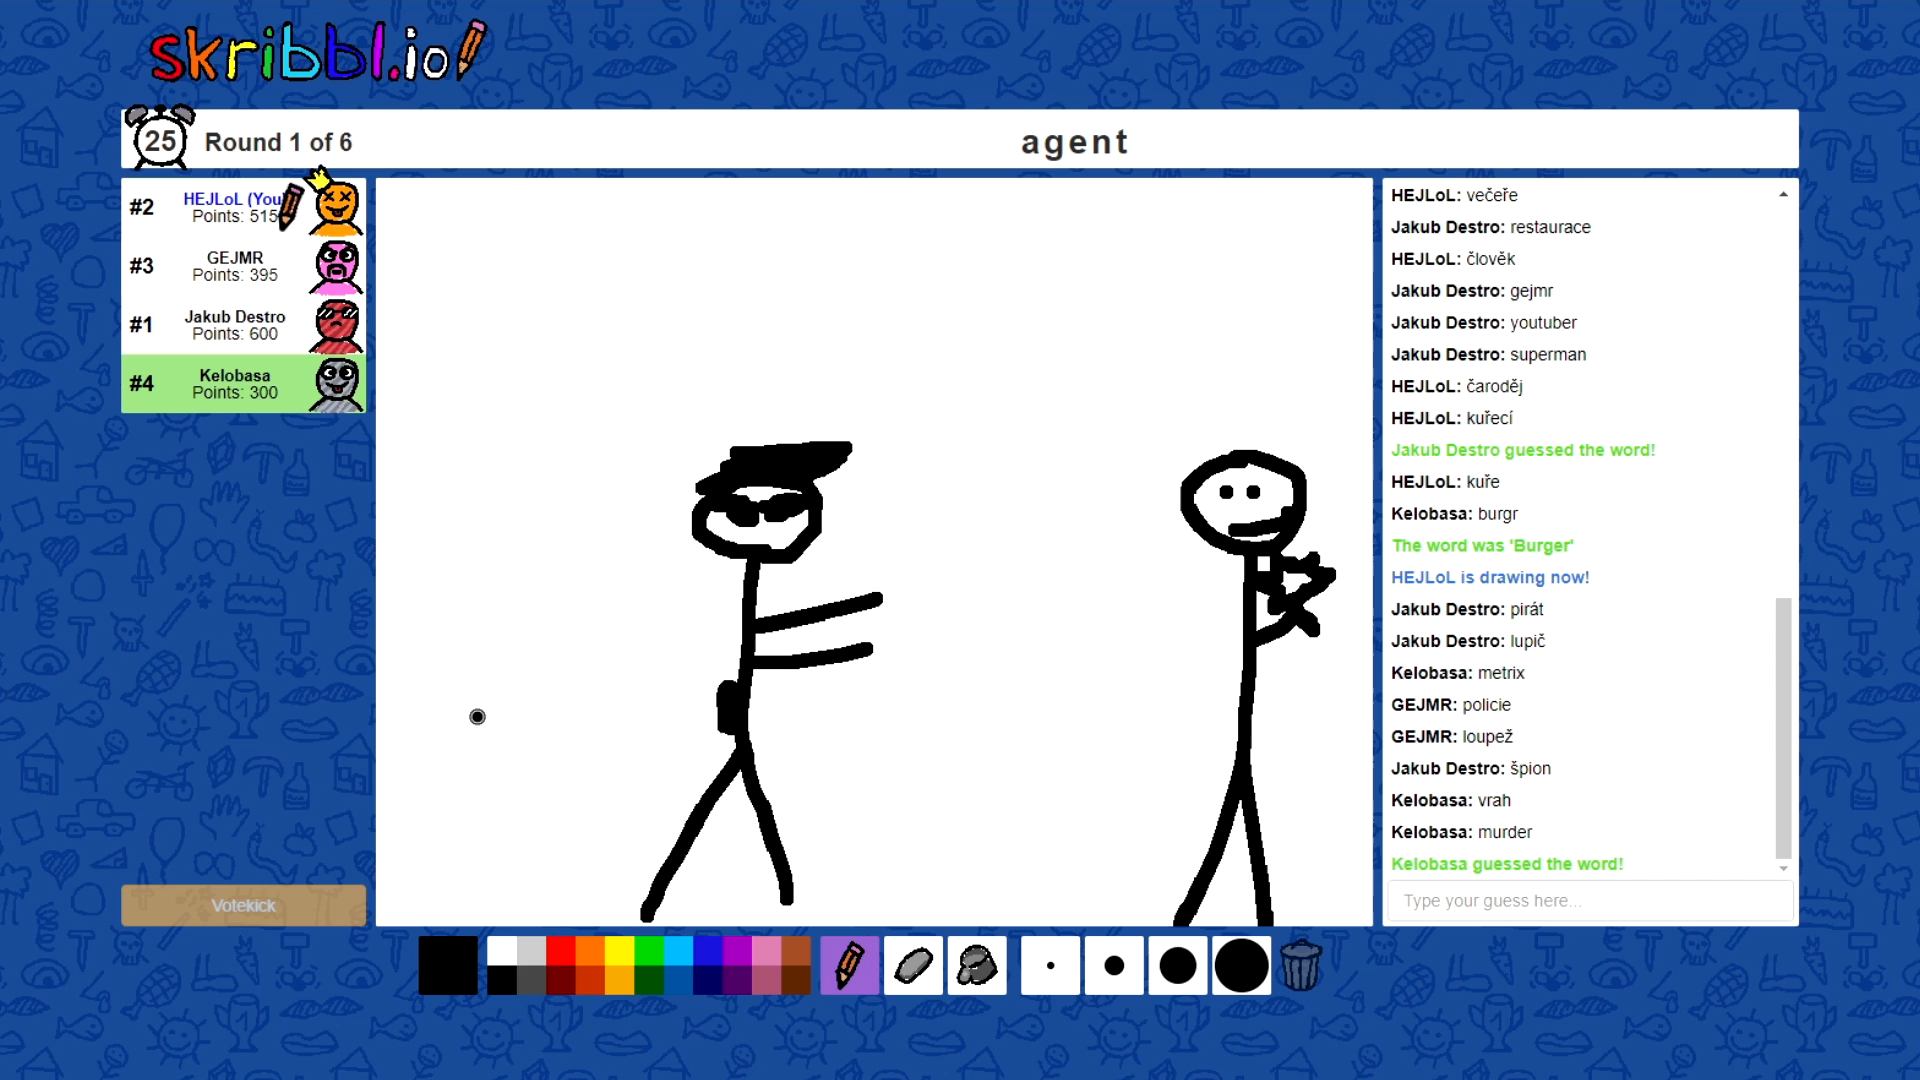 skribbl.io
25
Round 1 of 6
agent
#2
HEJLoL (You
Points: 515
#3
GEJMR
Points: 395
#1
Jakub Destro
Points: 600
#4
Kelobasa
Points: 300
Votekick
HEJLoL: večeře
Jakub Destro: restaurace
HEJLoL: člověk
Jakub Destro: gejmr
Jakub Destro: youtuber
Jakub Destro: superman
HEJLoL: čaroděj
HEJLoL: kuřecí
Jakub Destro guessed the word!
HEJLoL: kuře
Kelobasa: burgr
The word was 'Burger'
HEJLoL is drawing now!
Jakub Destro: pirát
Jakub Destro: lupič
Kelobasa: metrix
GEJMR: policie
GEJMR: loupež
Jakub Destro: špion
Kelobasa: vrah
Kelobasa: murder
Kelobasa guessed the word!
Type your guess here...